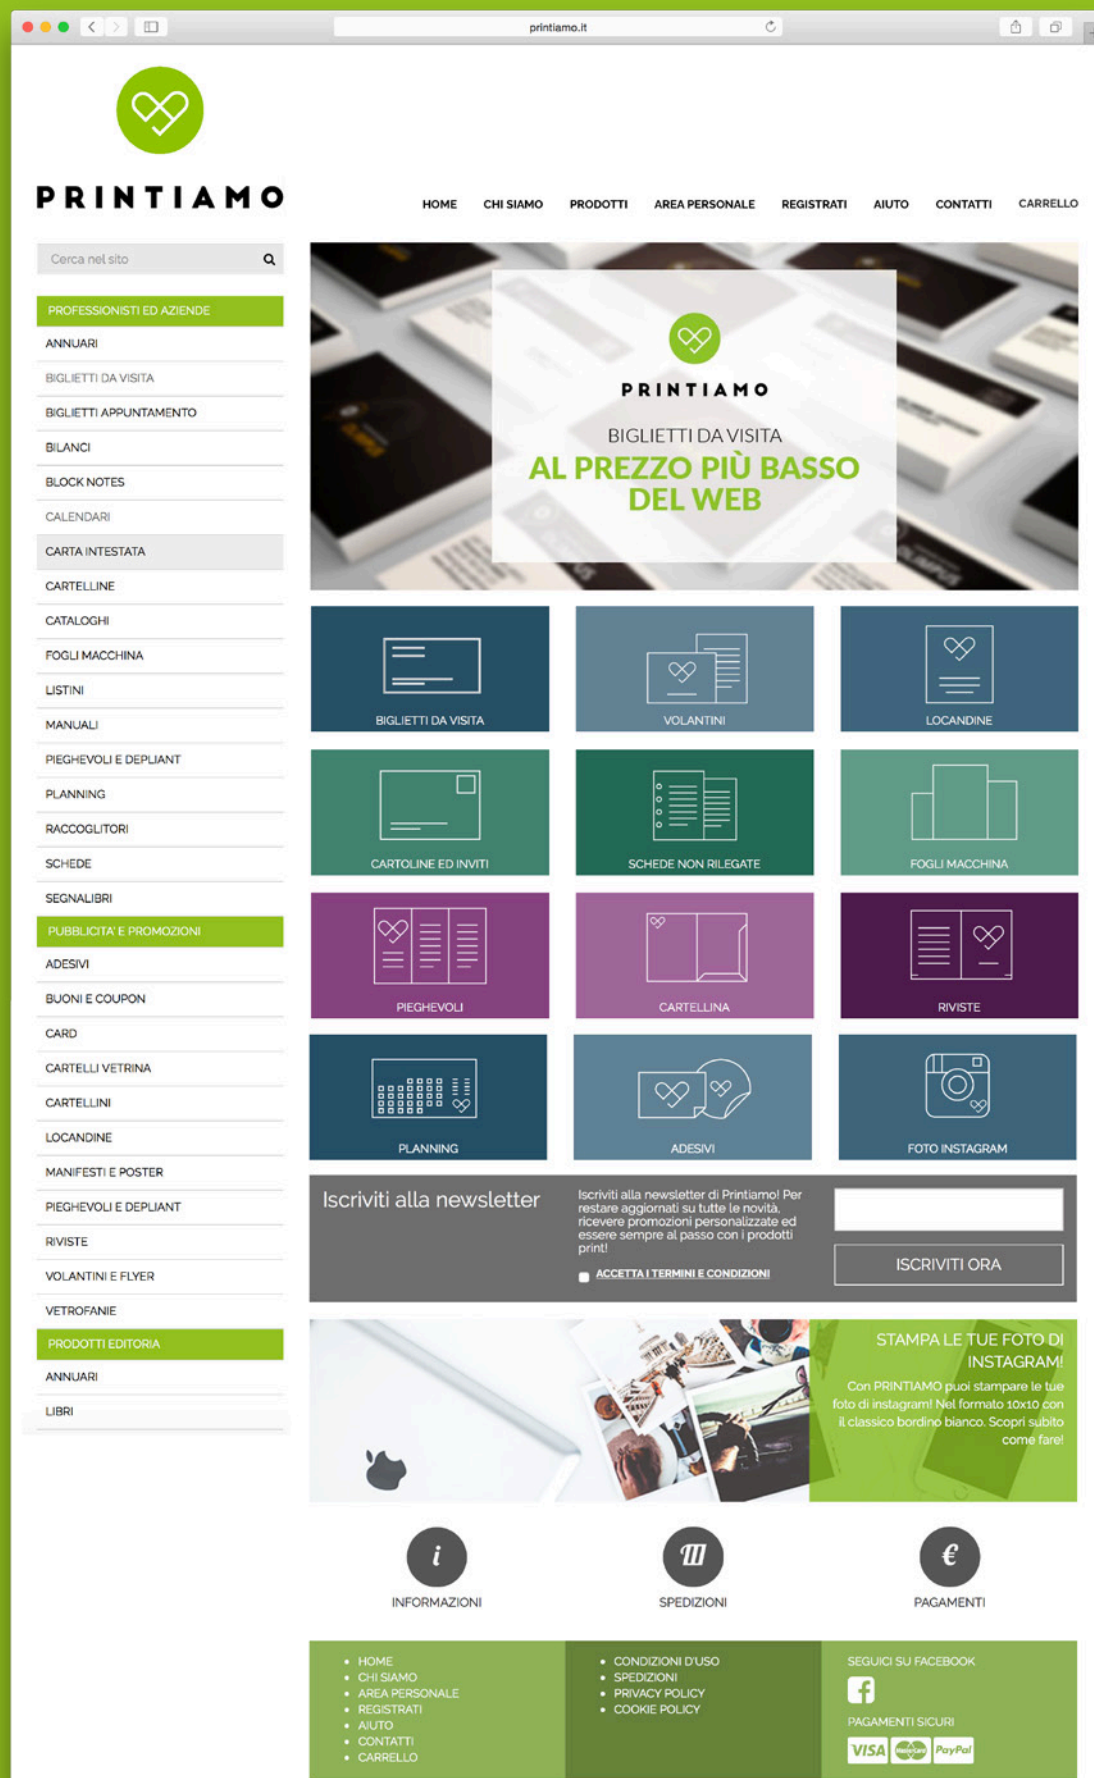 printiamo.it
PRINTIAMO
HOME CHI SIAMO PRODOTTI AREA PERSONALE REGISTRATI AIUTO CONTATTI CARRELLO
Cerca nel sito
PROFESSIONISTI ED AZIENDE
ANNUARI
BIGLIETTI DA VISITA
BIGLIETTI APPUNTAMENTO
BILANCI
BLOCK NOTES
CALENDARI
CARTA INTESTATA
CARTELLINE
CATALOGHI
FOGLI MACCHINA
LISTINI
MANUALI
PIEGHEVOLI E DEPLIANT
PLANNING
RACCOGLITORI
SCHEDE
SEGNALIBRI
PUBBLICITA' E PROMOZIONI
ADESIVI
BUONI E COUPON
CARD
CARTELLI VETRINA
CARTELLINI
LOCANDINE
MANIFESTI E POSTER
PIEGHEVOLI E DEPLIANT
RIVISTE
VOLANTINI E FLYER
VETROFANIE
PRODOTTI EDITORIA
ANNUARI
LIBRI
PRINTIAMO
BIGLIETTI DA VISITA
AL PREZZO PIÙ BASSO
DEL WEB
OLIMPUS
BIGLIETTI DA VISITA
VOLANTINI
LOCANDINE
CARTOLINE ED INVITI
SCHEDE NON RILEGATE
FOGLI MACCHINA
PIEGHEVOLI
CARTELLINA
RIVISTE
PLANNING
ADESIVI
FOTO INSTAGRAM
Iscriviti alla newsletter
Iscriviti alla newsletter di Printiamo! Per
restare aggiornati su tutte le novità,
ricevere promozioni personalizzate ed
essere sempre al passo con i prodotti
print!
ACCETTA I TERMINI E CONDIZIONI
ISCRIVITI ORA
STAMPA LE TUE FOTO DI
INSTAGRAM!
Con PRINTIAMO puoi stampare le tue
foto di instagram! Nel formato 10x10 con
il classico bordino bianco. Scopri subito
come fare!
i
INFORMAZIONI
SPEDIZIONI
€
PAGAMENTI
HOME
CHI SIAMO
AREA PERSONALE
REGISTRATI
AIUTO
CONTATTI
CARRELLO
CONDIZIONI D'USO
SPEDIZIONI
PRIVACY POLICY
COOKIE POLICY
SEGUICI SU FACEBOOK
PAGAMENTI SICURI
VISA MasterCard PayPal